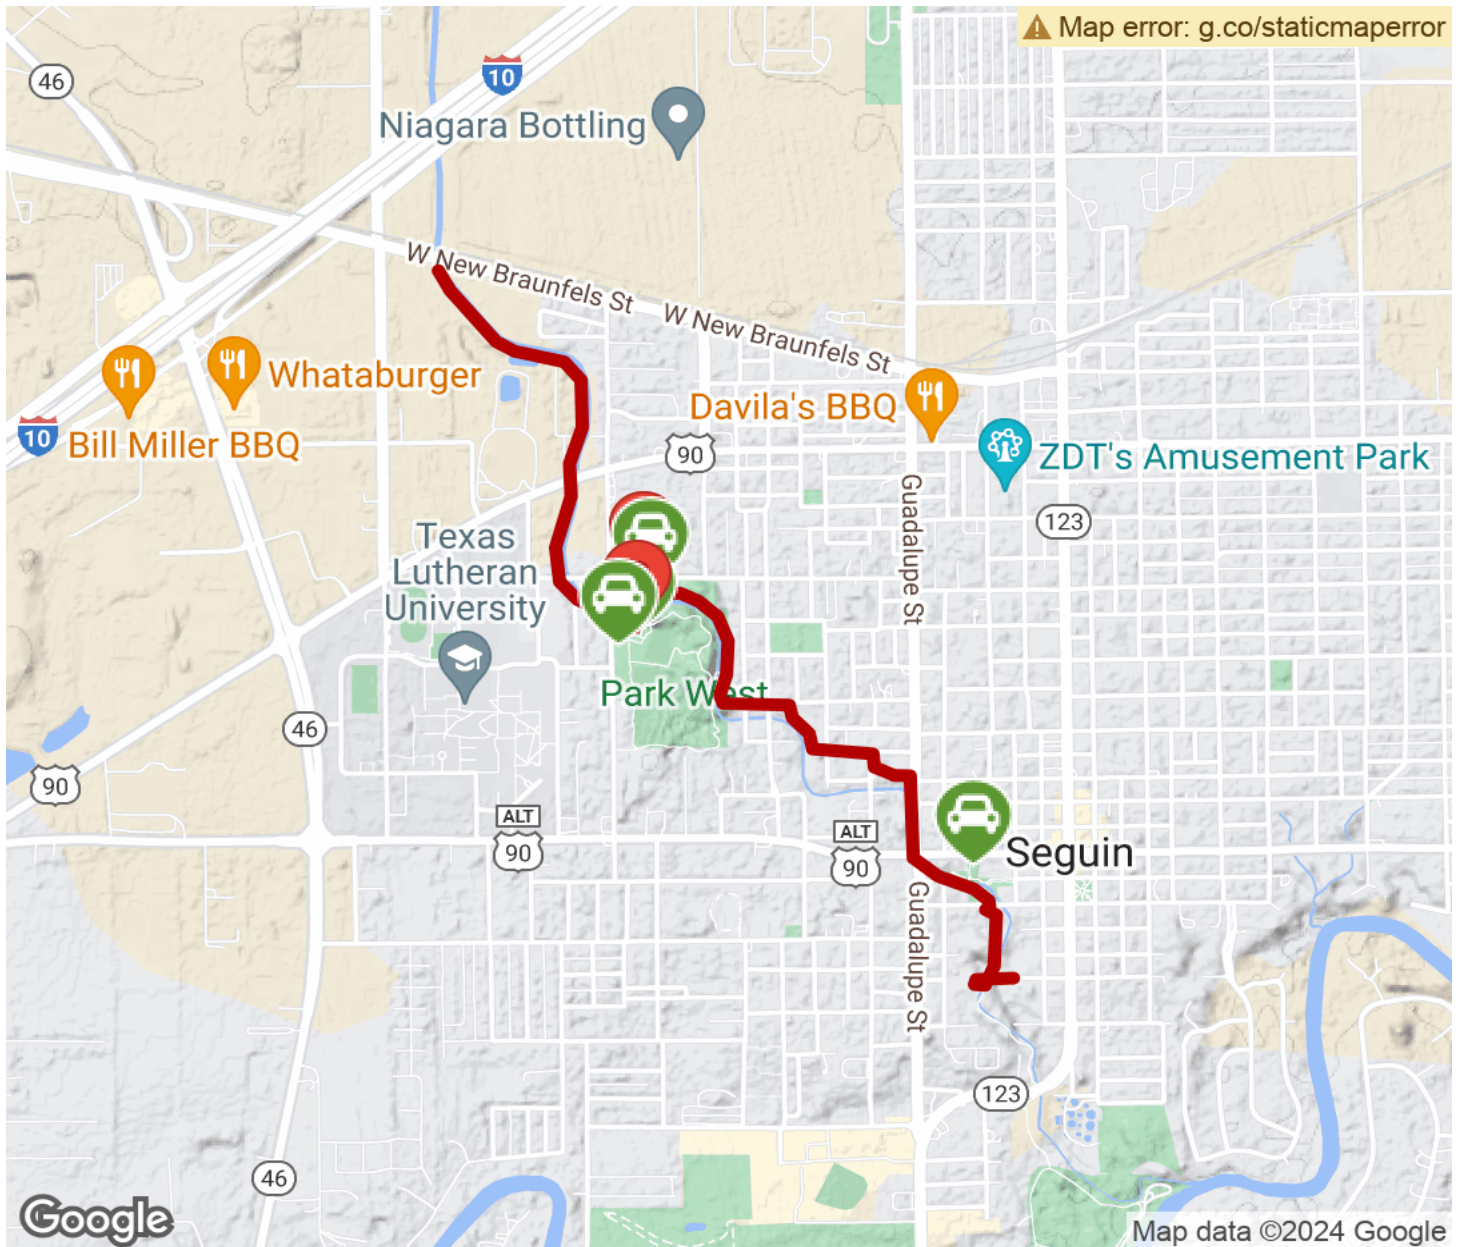 Map error: g.co/staticmaperror
46
10
Niagara Bottling
W New Braunfels St
W New Braunfels St
Whataburger
Davila's BBQ
10
Bill Miller BBQ
90
ZDT's Amusement Park
Guadalupe St
123
Texas
Lutheran
University
Park West
46
90
ALT
90
ALT
90
Seguin
Guadalupe St
123
46
Google
Map data ©2024 Google